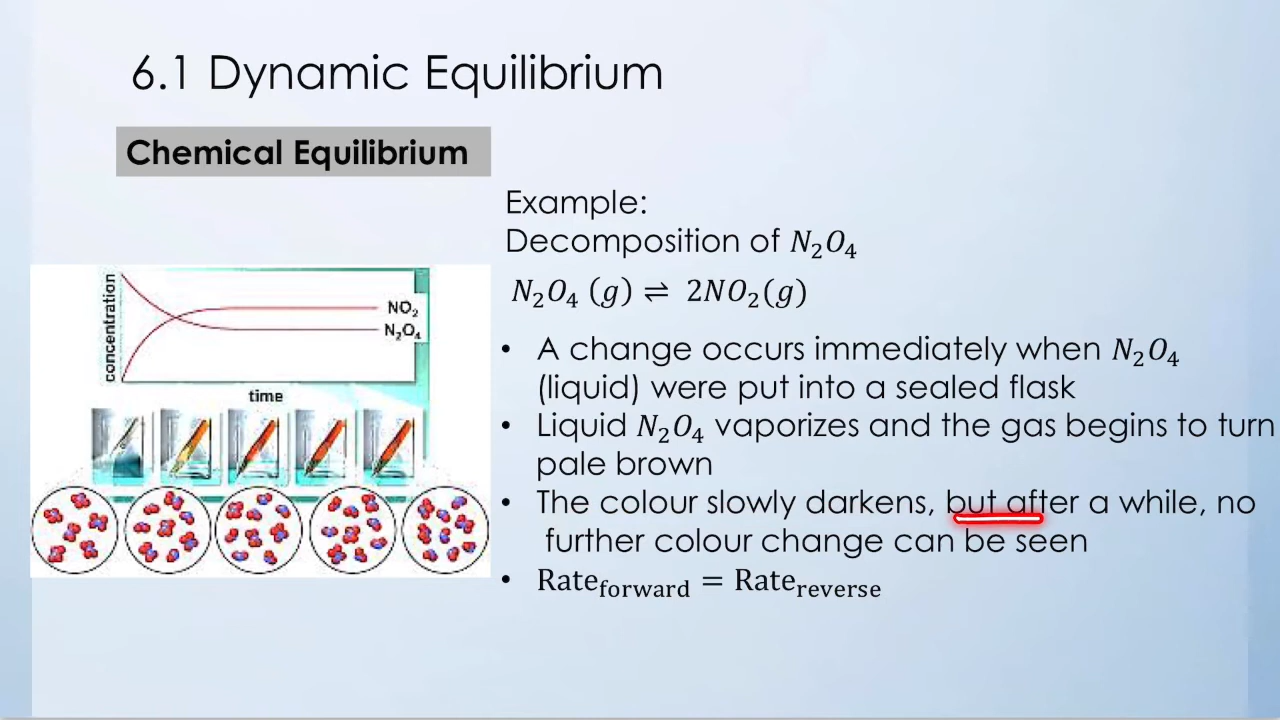 6.1 Dynamic Equilibrium
Chemical Equilibrium
Example:
Decomposition of N₂O₄
N₂O₄ (g) ⇌ 2NO₂(g)
concentration
NO₂
N₂O₄
time
• A change occurs immediately when N₂O₄
(liquid) were put into a sealed flask
• Liquid N₂O₄ vaporizes and the gas begins to turn
pale brown
• The colour slowly darkens, but after a while, no
further colour change can be seen
• Rate_forward = Rate_reverse